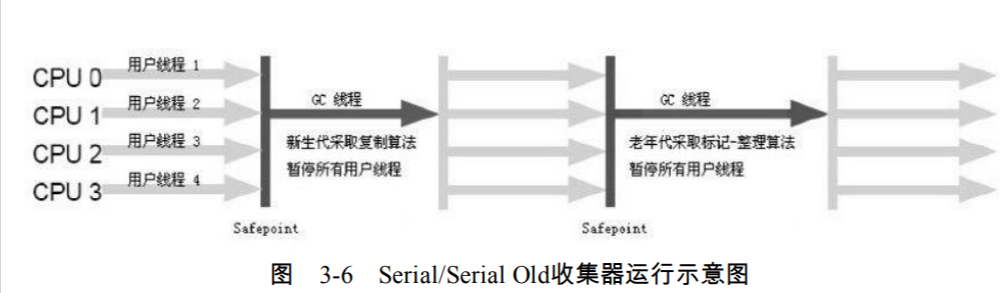 CPU 0
用户线程 1
CPU 1
用户线程 2
CPU 2
用户线程 3
CPU 3
用户线程 4
GC 线程
新生代采取复制算法
暂停所有用户线程
Safepoint
GC 线程
老年代采取标记-整理算法
暂停所有用户线程
Safepoint
图 3-6 Serial/Serial Old收集器运行示意图